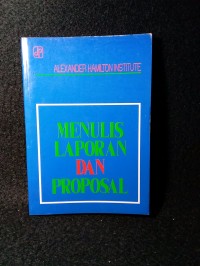 ALEXANDER HAMILTON INSTITUTE
MENULIS
LAPORAN
DAN
PROPOSAL